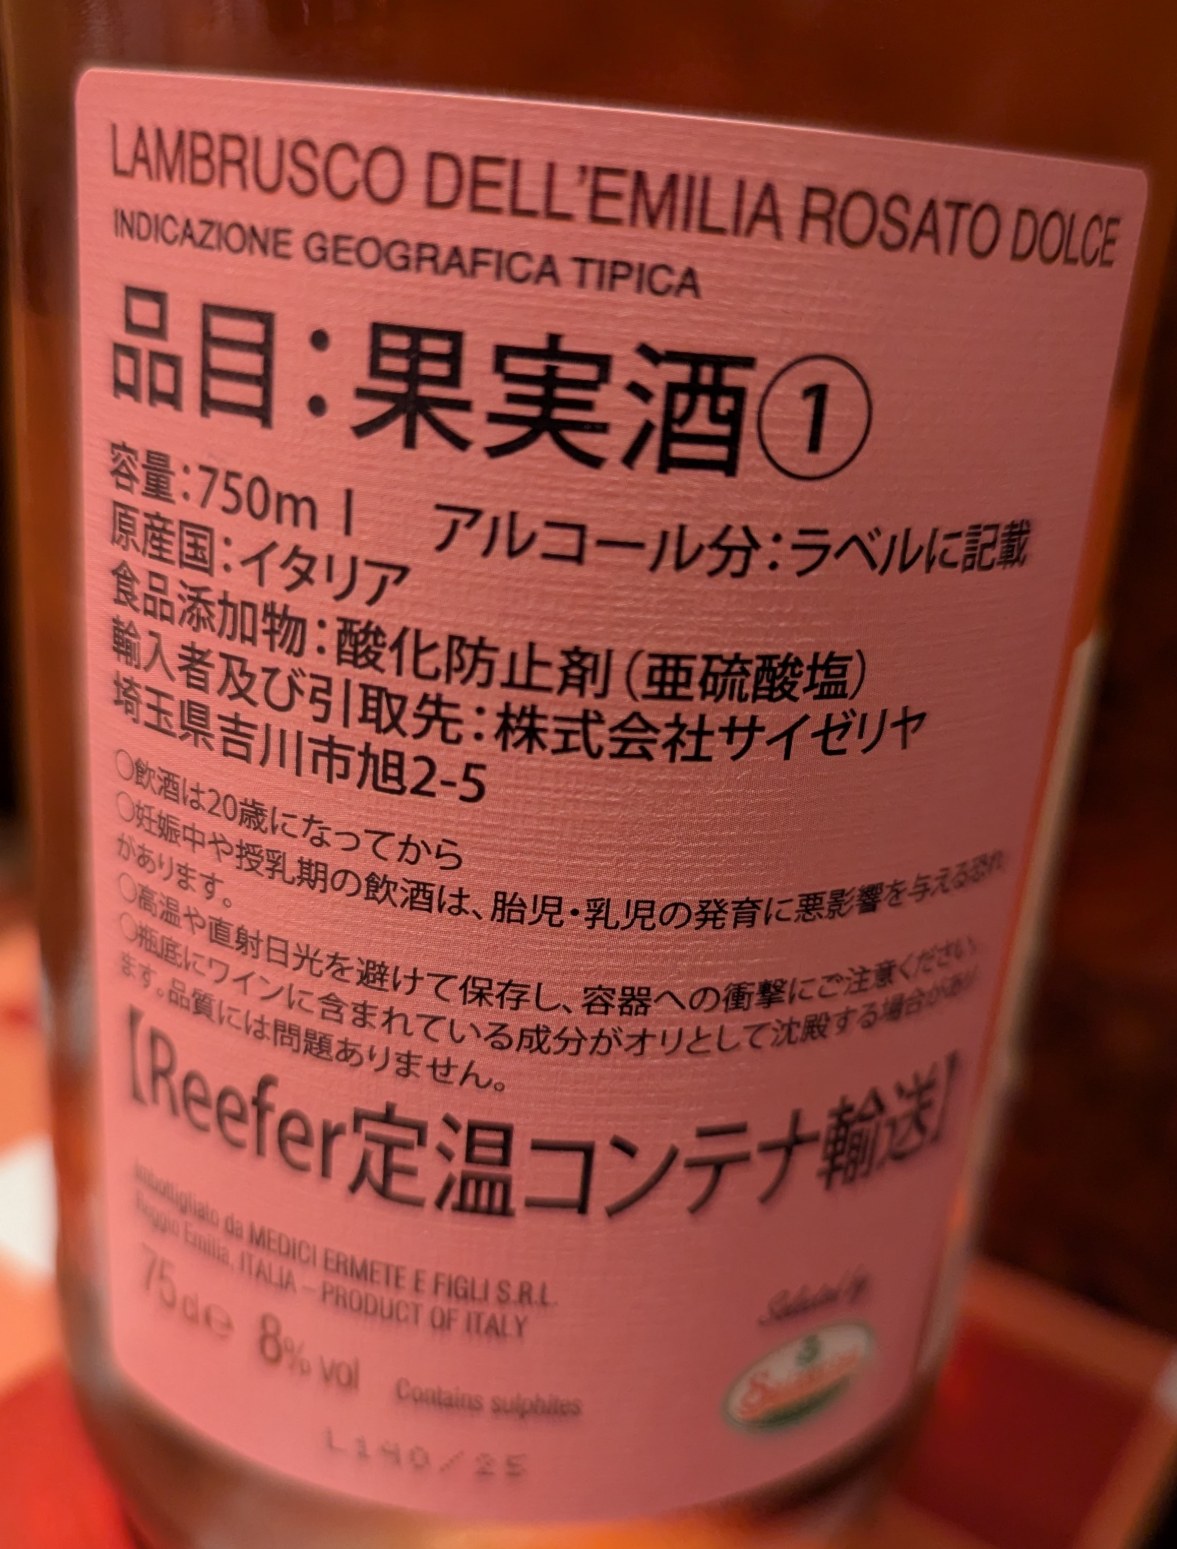 LAMBRUSCO DELL'EMILIA ROSATO DOLCE
INDICAZIONE GEOGRAFICA TIPICA
品目：果実酒①
容量：750ml　アルコール分：ラベルに記載
原産国：イタリア
食品添加物：酸化防止剤（亜硫酸塩）
輸入者及び引取先：株式会社サイゼリヤ
埼玉県吉川市旭2-5
○飲酒は20歳になってから
○妊娠中や授乳期の飲酒は、胎児・乳児の発育に悪影響を与える恐れ
があります。
○高温や直射日光を避けて保存し、容器への衝撃にご注意ください。
○瓶底にワインに含まれている成分がオリとして沈殿する場合があり
ます。品質には問題ありません。
【Reefer定温コンテナ輸送】
Imbottigliato da MEDICI ERMETE E FIGLI S.R.L.
Reggio Emilia, ITALIA – PRODUCT OF ITALY
75 cl e 8% vol Contains sulphites
Selected by
L140/25